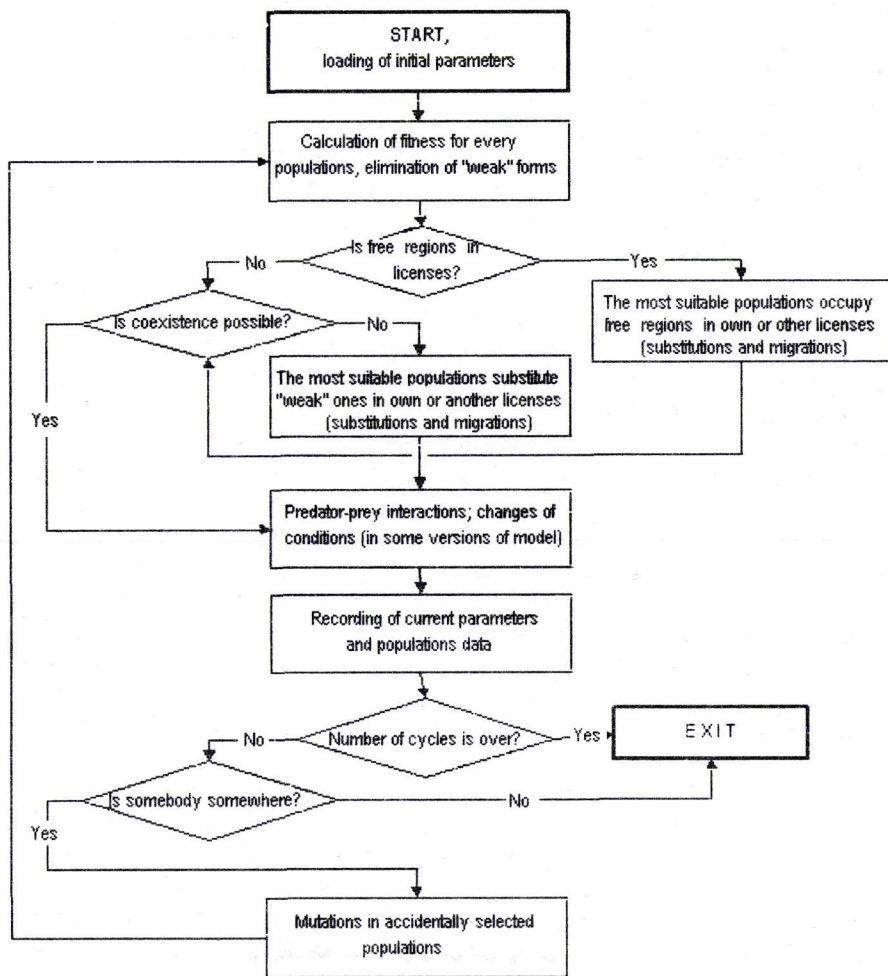 START,
loading of initial parameters
Calculation of fitness for every
populations, elimination of "weak" forms
Is free regions in
licenses?
No
Yes
The most suitable populations occupy
free regions in own or other licenses
(substitutions and migrations)
Is coexistence possible?
No
Yes
The most suitable populations substitute
"weak" ones in own or another licenses
(substitutions and migrations)
Predator-prey interactions; changes of
conditions (in some versions of model)
Recording of current parameters
and populations data
Number of cycles is over?
No
Yes
EXIT
Is somebody somewhere?
No
Yes
Mutations in accidentally selected
populations